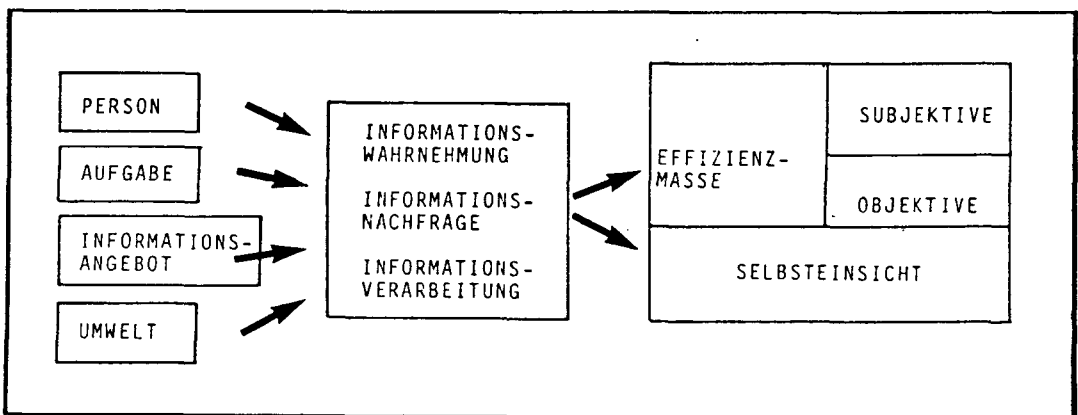 PERSON
AUFGABE
INFORMATIONS-
ANGEBOT
UMWELT
INFORMATIONS-
WAHRNEHMUNG
INFORMATIONS-
NACHFRAGE
INFORMATIONS-
VERARBEITUNG
EFFIZIENZ-
MASSE
SUBJEKTIVE
OBJEKTIVE
SELBSTEINSICHT